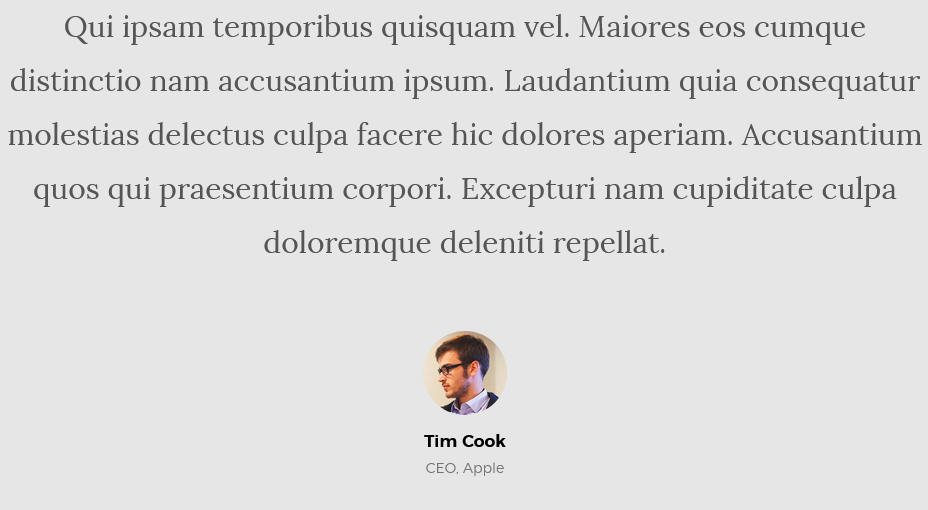 Qui ipsam temporibus quisquam vel. Maiores eos cumque
distinctio nam accusantium ipsum. Laudantium quia consequatur
molestias delectus culpa facere hic dolores aperiam. Accusantium
quos qui praesentium corpori. Excepturi nam cupiditate culpa
doloremque deleniti repellat.
Tim Cook
CEO, Apple